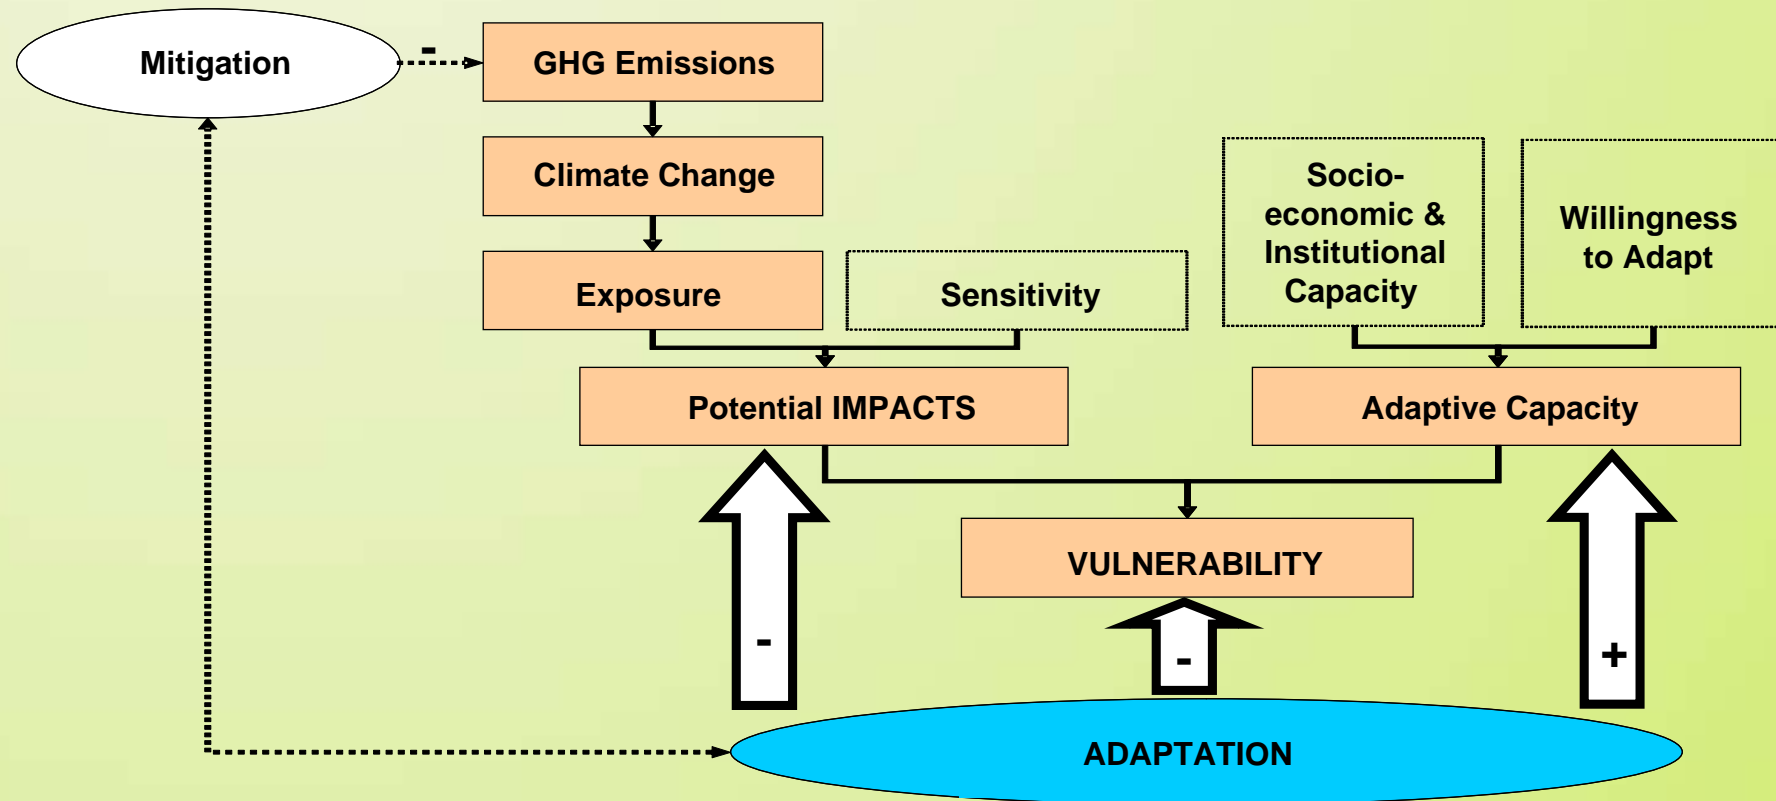 Mitigation
-
GHG Emissions
Climate Change
Exposure
Sensitivity
Socio-
economic &
Institutional
Capacity
Willingness
to Adapt
Potential IMPACTS
Adaptive Capacity
VULNERABILITY
-
-
+
ADAPTATION